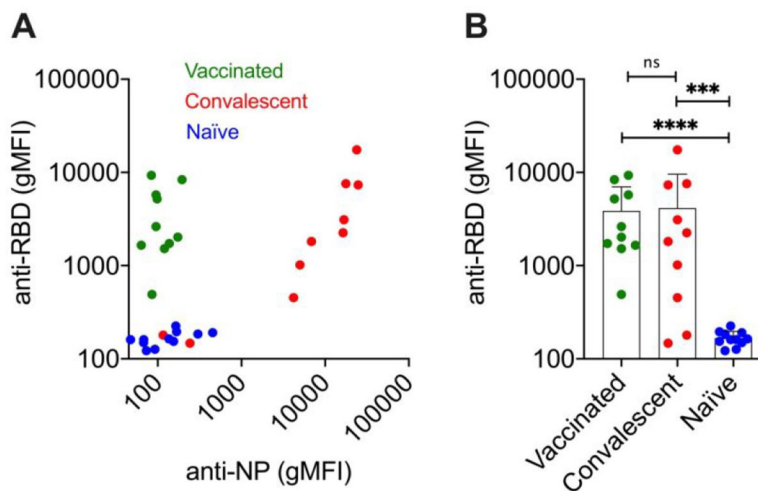 A
Vaccinated
Convalescent
Naïve
anti-RBD (gMFI)
100000
10000
1000
100
100
1000
10000
100000
anti-NP (gMFI)
B
ns
***
****
anti-RBD (gMFI)
100000
10000
1000
100
Vaccinated
Convalescent
Naïve